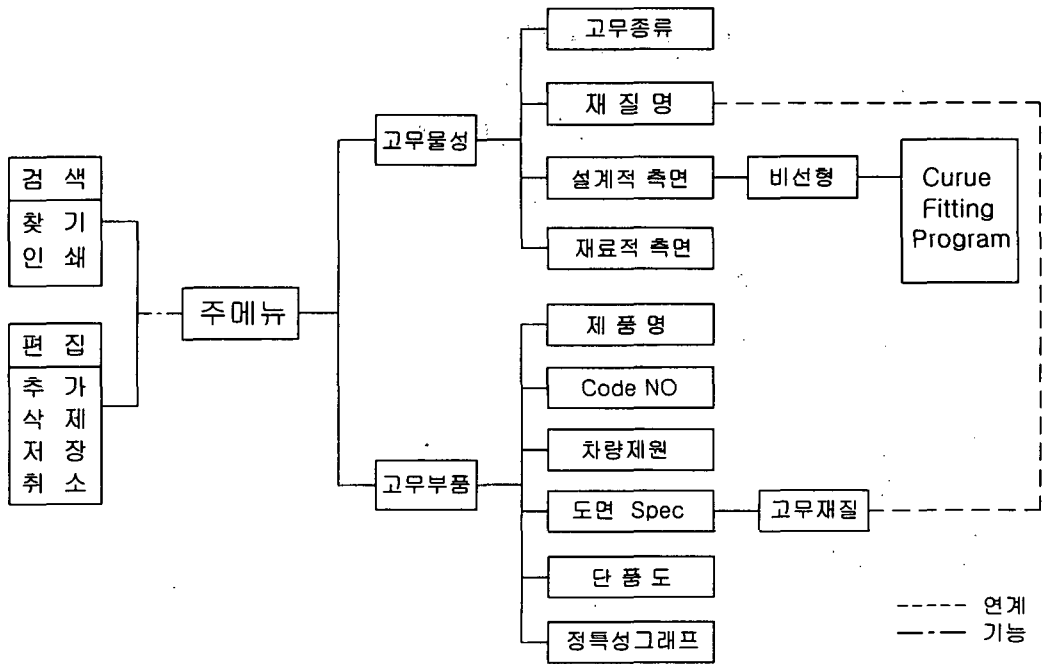 검 색
찾 기
인 쇄
편 집
추 가
삭 제
저 장
취 소
주메뉴
고무물성
고무부품
고무종류
재 질 명
설계적 측면
재료적 측면
비선형
Curue
Fitting
Program
제 품 명
Code NO
차량제원
도면 Spec
고무재질
단 품 도
정특성그래프
연계
기능